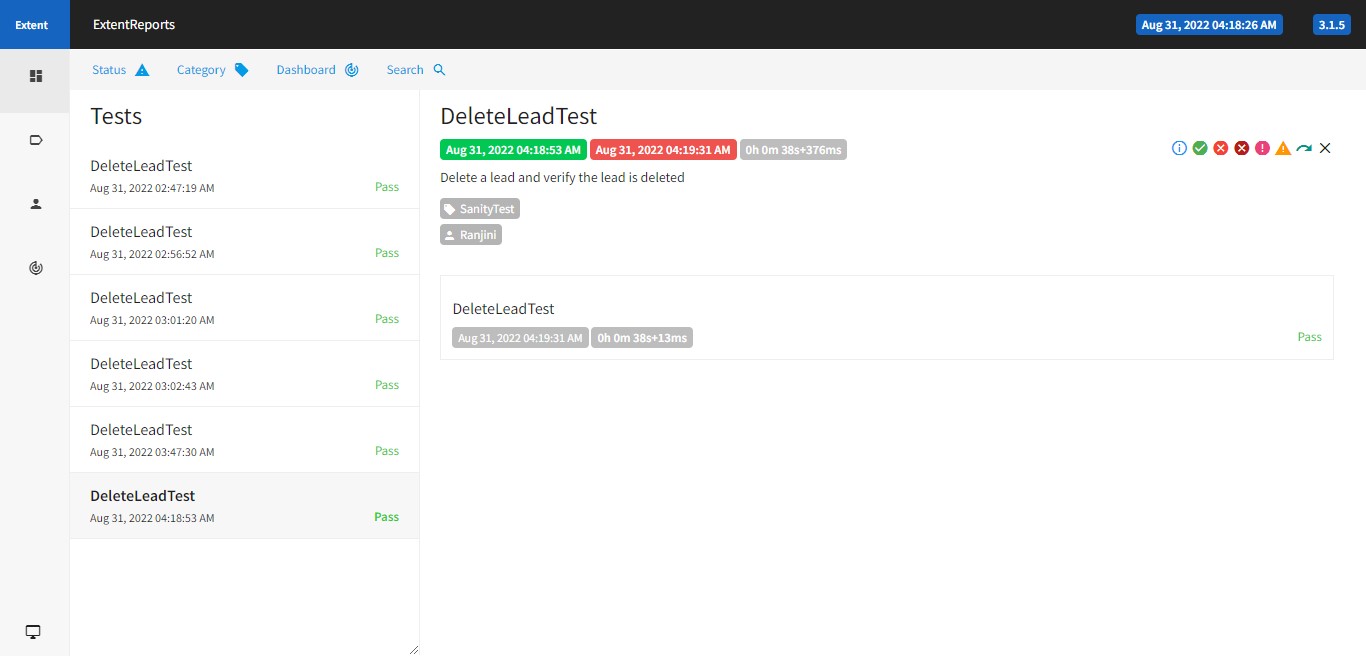 Extent ExtentReports Aug 31, 2022 04:18:26 AM 3.1.5
Status Category Dashboard Search
Tests
DeleteLeadTest
Aug 31, 2022 02:47:19 AM Pass
DeleteLeadTest
Aug 31, 2022 02:56:52 AM Pass
DeleteLeadTest
Aug 31, 2022 03:01:20 AM Pass
DeleteLeadTest
Aug 31, 2022 03:02:43 AM Pass
DeleteLeadTest
Aug 31, 2022 03:47:30 AM Pass
DeleteLeadTest
Aug 31, 2022 04:18:53 AM Pass
DeleteLeadTest
Aug 31, 2022 04:18:53 AM Aug 31, 2022 04:19:31 AM 0h 0m 38s+376ms
Delete a lead and verify the lead is deleted
SanityTest
Ranjini
DeleteLeadTest
Aug 31, 2022 04:19:31 AM 0h 0m 38s+13ms Pass